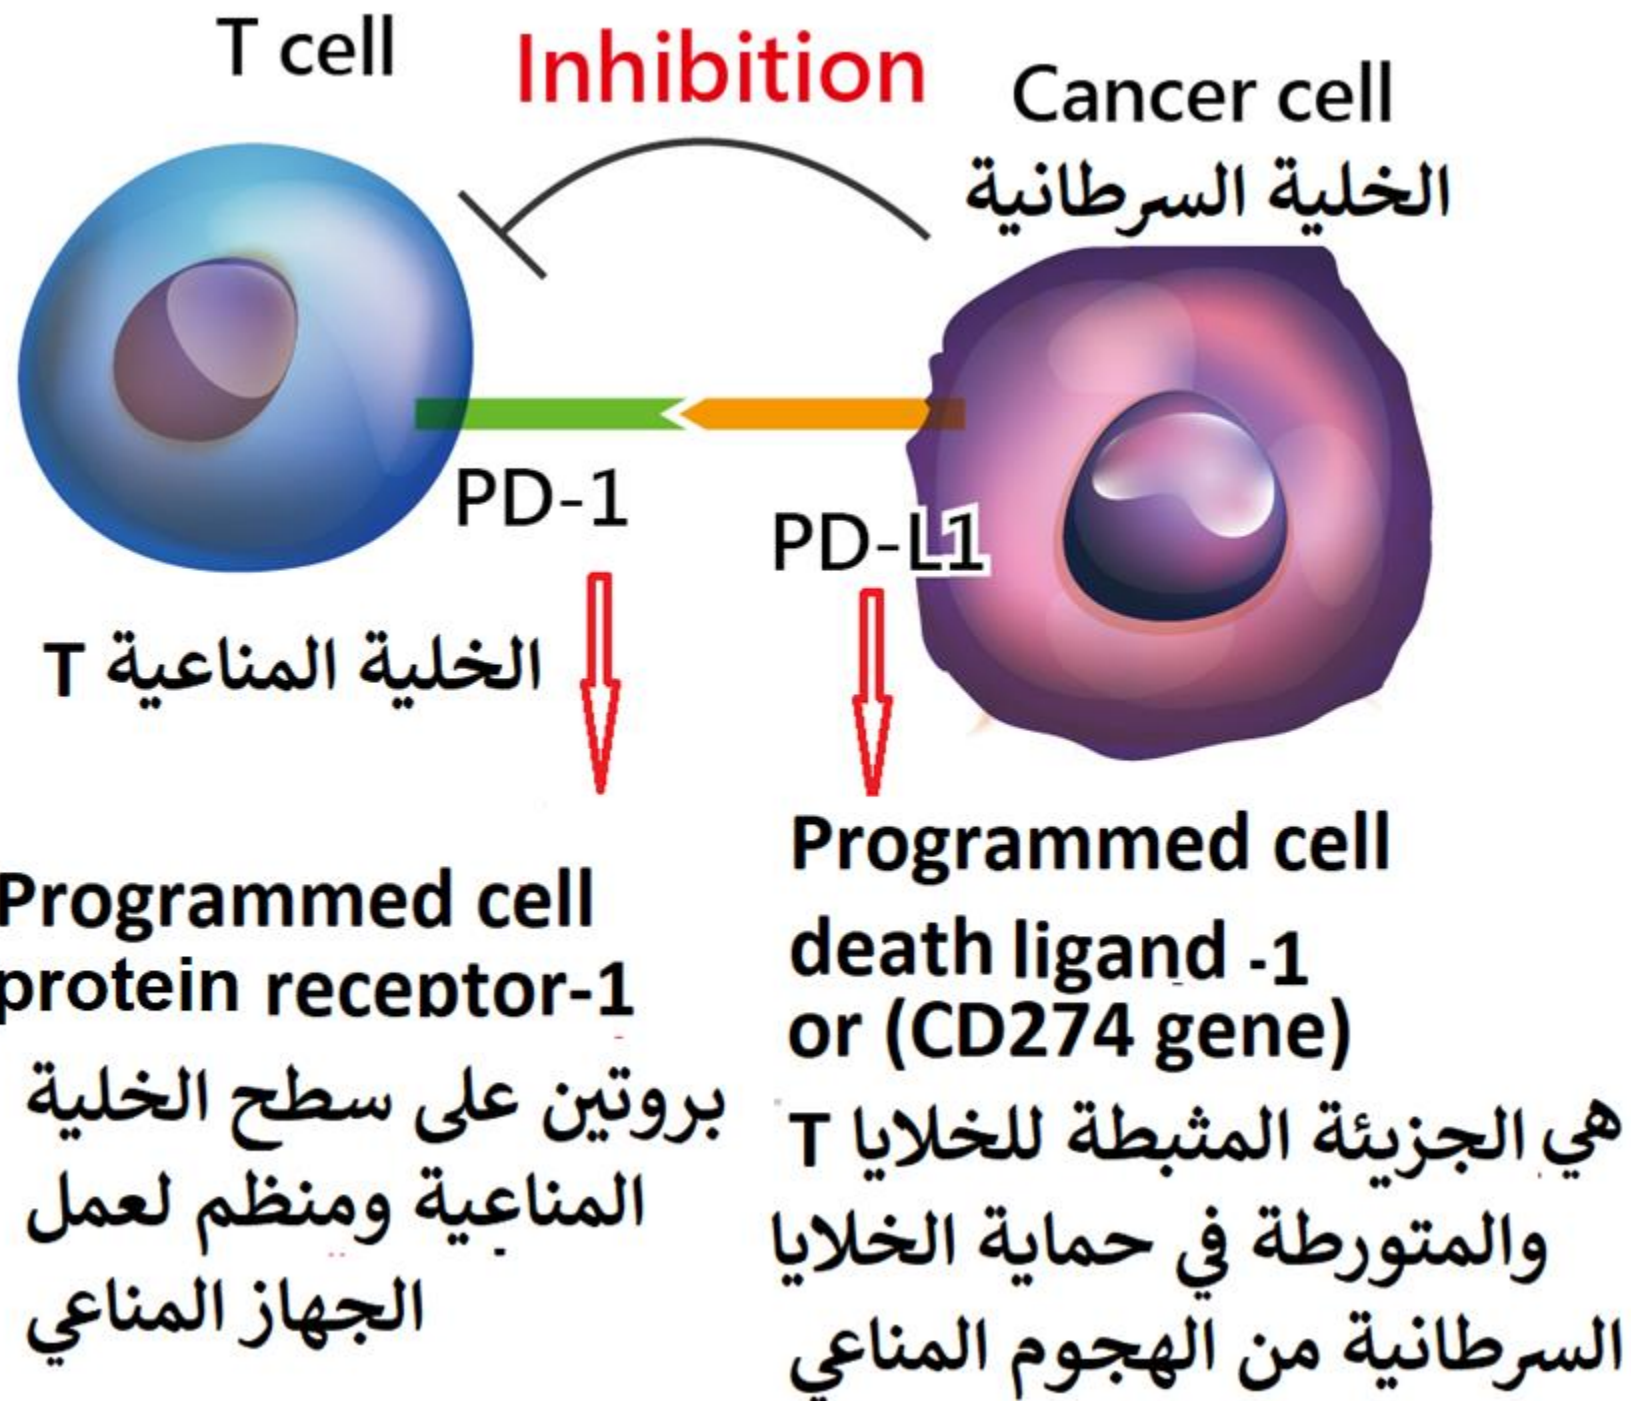 T cell
Inhibition
Cancer cell
الخلية السرطانية
PD-1
PD-L1
الخلية المناعية T
Programmed cell
protein receptor-1
بروتين على سطح الخلية
المناعية ومنظم لعمل
الجهاز المناعي
Programmed cell
death ligand -1
or (CD274 gene)
هي الجزيئة المثبطة للخلايا T
والمتورطة في حماية الخلايا
السرطانية من الهجوم المناعي